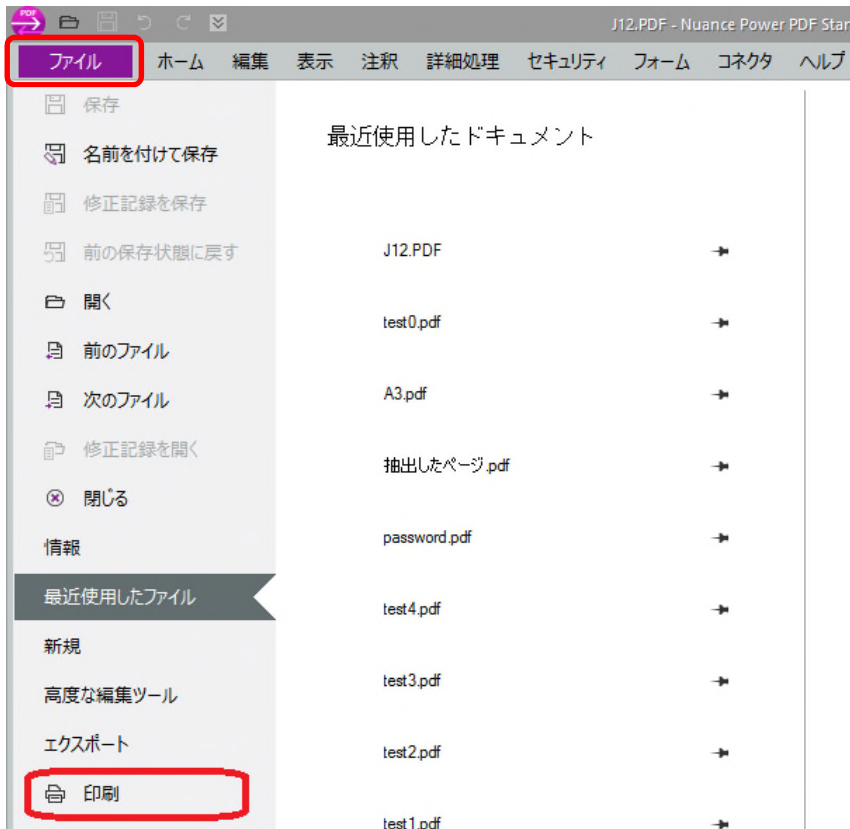 PDF
J12.PDF - Nuance Power PDF Stan
ファイル ホーム 編集 表示 注釈 詳細処理 セキュリティ フォーム コネクタ ヘルプ
保存
名前を付けて保存
修正記録を保存
前の保存状態に戻す
開く
前のファイル
次のファイル
修正記録を開く
閉じる
情報
最近使用したファイル
新規
高度な編集ツール
エクスポート
印刷
最近使用したドキュメント
J12.PDF
test0.pdf
A3.pdf
抽出したページ.pdf
password.pdf
test4.pdf
test3.pdf
test2.pdf
test1.pdf